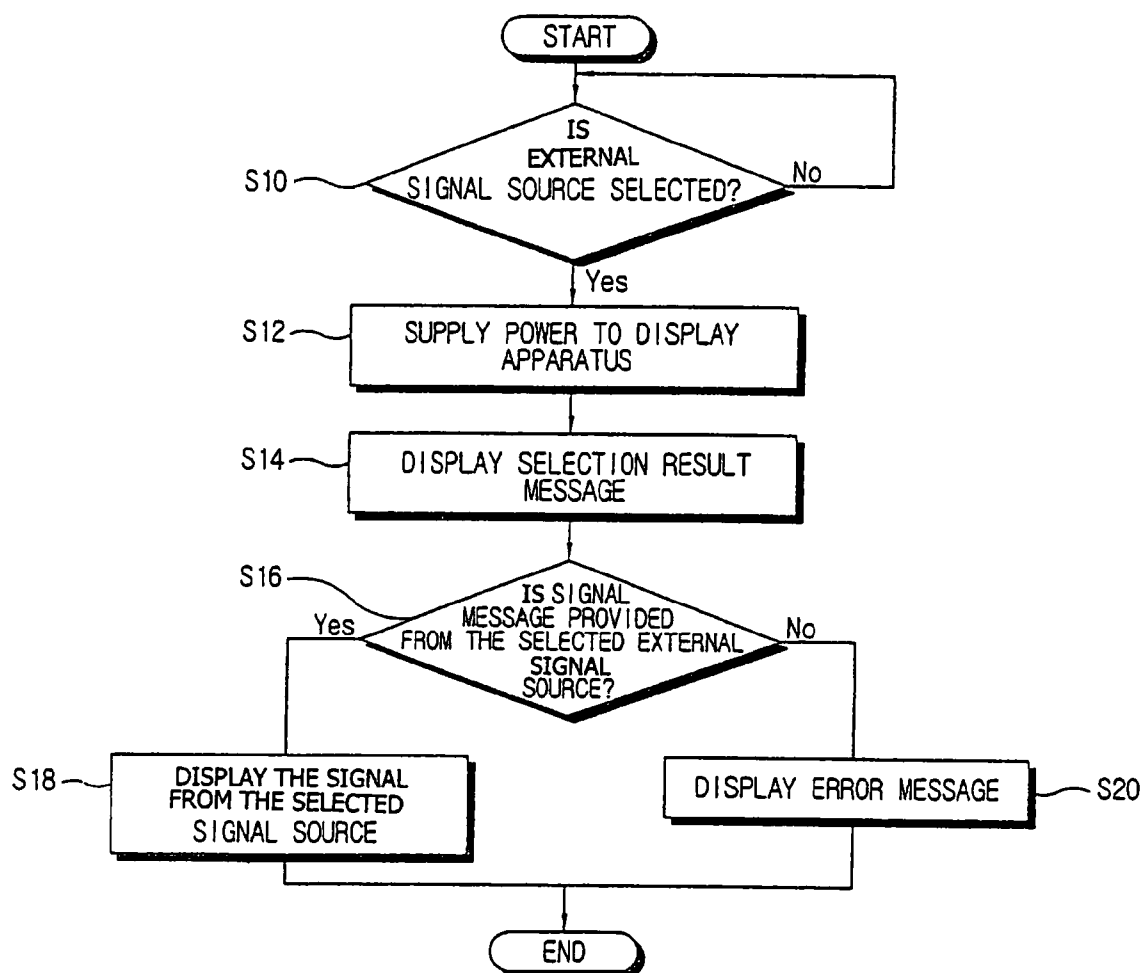 START
IS
EXTERNAL
SIGNAL SOURCE SELECTED?
S10
No
Yes
S12
SUPPLY POWER TO DISPLAY
APPARATUS
S14
DISPLAY SELECTION RESULT
MESSAGE
S16
IS SIGNAL
MESSAGE PROVIDED
FROM THE SELECTED EXTERNAL
SIGNAL
SOURCE?
Yes
No
S18
DISPLAY THE SIGNAL
FROM THE SELECTED
SIGNAL SOURCE
DISPLAY ERROR MESSAGE
S20
END